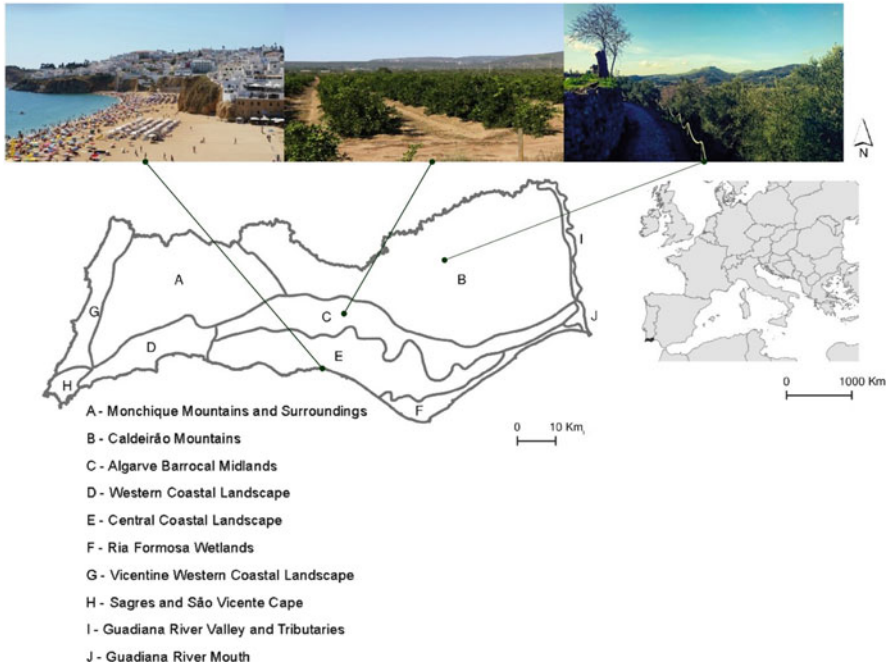 N
A
B
I
G
C
J
D
E
H
F
0 10 Km
0 1000 Km
A - Monchique Mountains and Surroundings
B - Caldeirão Mountains
C - Algarve Barrocal Midlands
D - Western Coastal Landscape
E - Central Coastal Landscape
F - Ria Formosa Wetlands
G - Vicentine Western Coastal Landscape
H - Sagres and São Vicente Cape
I - Guadiana River Valley and Tributaries
J - Guadiana River Mouth